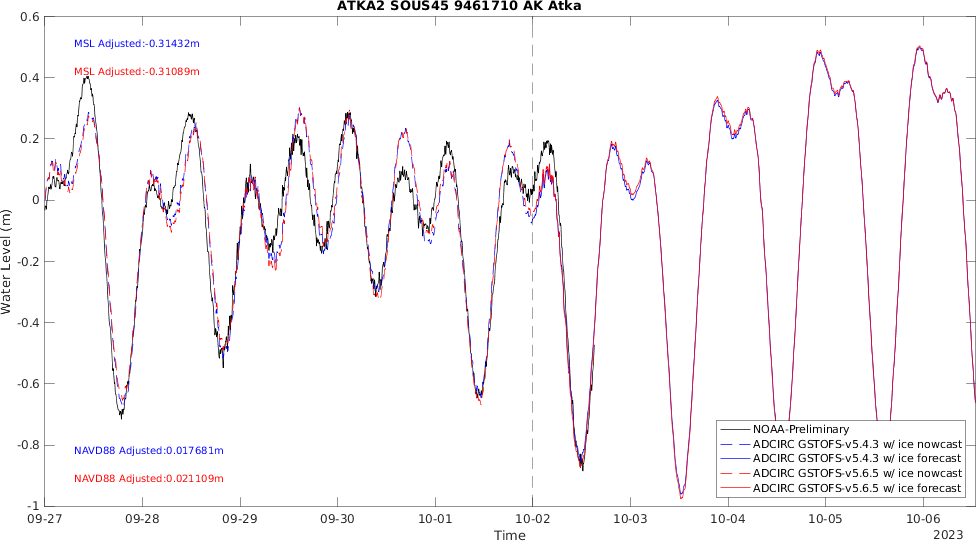 ATKA2 SOUS45 9461710 AK Atka
MSL Adjusted:-0.31432m
MSL Adjusted:-0.31089m
NAVD88 Adjusted:0.017681m
NAVD88 Adjusted:0.021109m
Water Level (m)
0.6
0.4
0.2
0
-0.2
-0.4
-0.6
-0.8
-1
NOAA-Preliminary
ADCIRC GSTOFS-v5.4.3 w/ ice nowcast
ADCIRC GSTOFS-v5.4.3 w/ ice forecast
ADCIRC GSTOFS-v5.6.5 w/ ice nowcast
ADCIRC GSTOFS-v5.6.5 w/ ice forecast
09-27 09-28 09-29 09-30 10-01 10-02 10-03 10-04 10-05 10-06
Time
2023